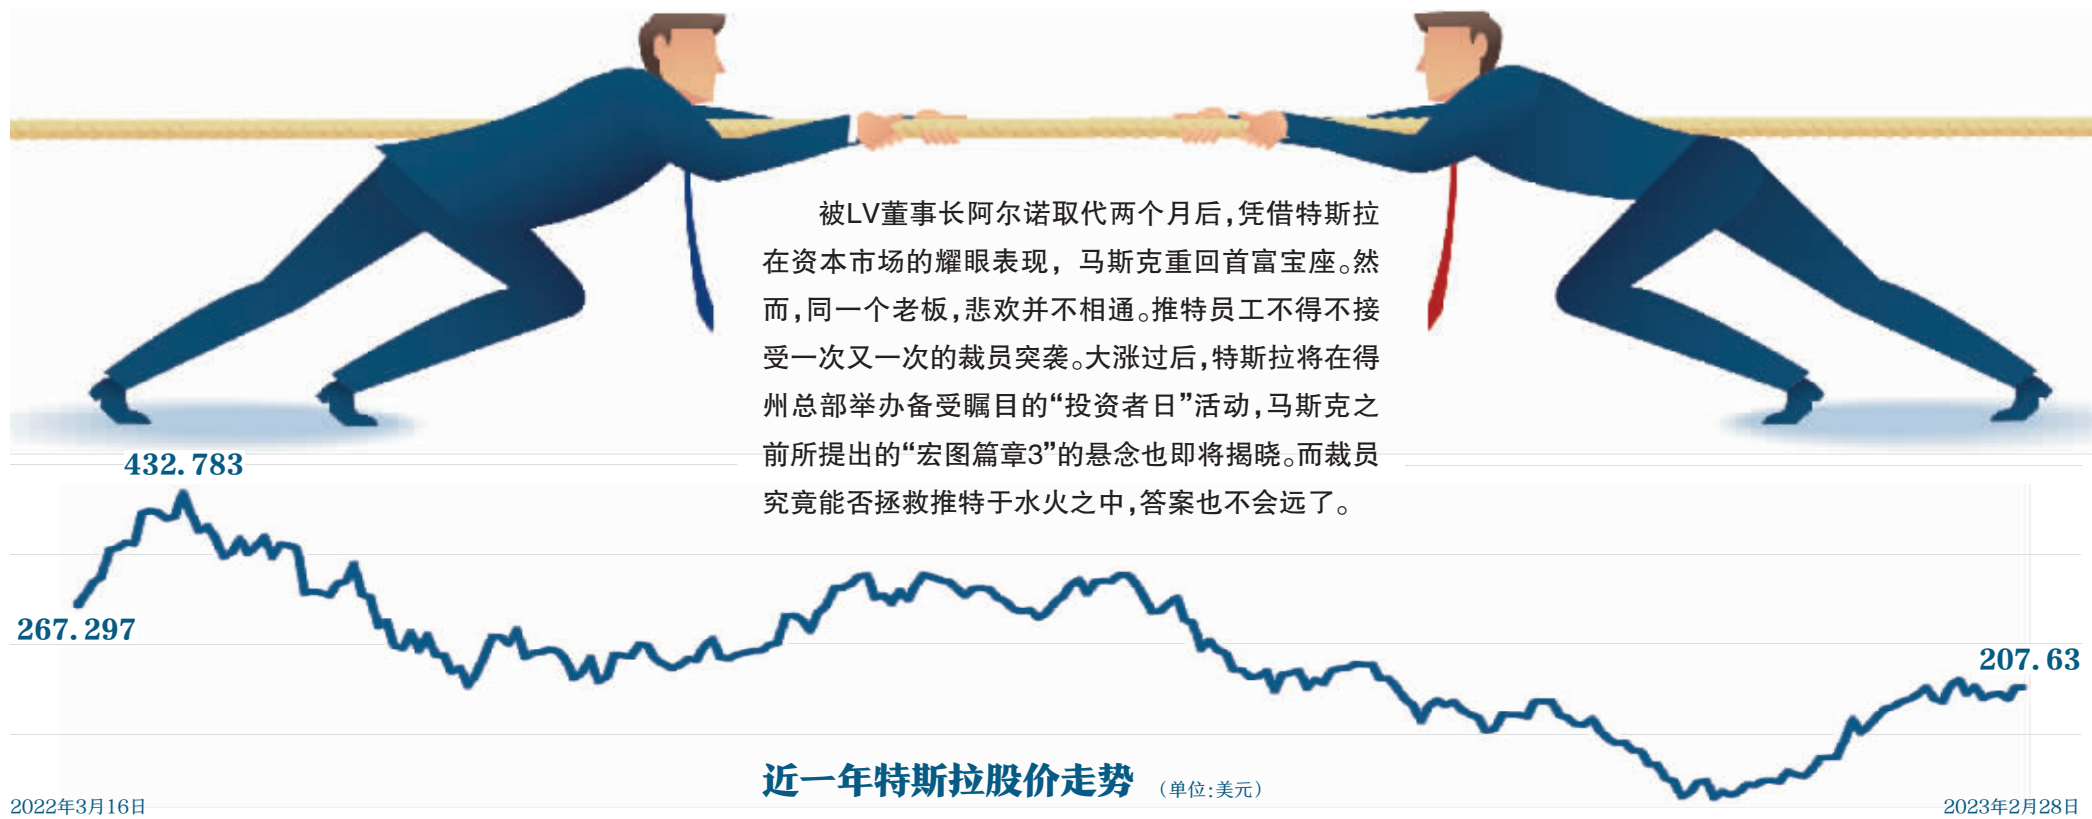 被LV董事长阿尔诺取代两个月后，凭借特斯拉
在资本市场的耀眼表现，马斯克重回首富宝座。然
而，同一个老板，悲欢并不相通。推特员工不得不接
受一次又一次的裁员突袭。大涨过后，特斯拉将在得
州总部举办备受瞩目的“投资者日”活动，马斯克之
前所提出的“宏图篇章3”的悬念也即将揭晓。而裁员
究竟能否拯救推特于水火之中，答案也不会远了。
432.783
267.297
207.63
近一年特斯拉股价走势（单位：美元）
2022年3月16日
2023年2月28日